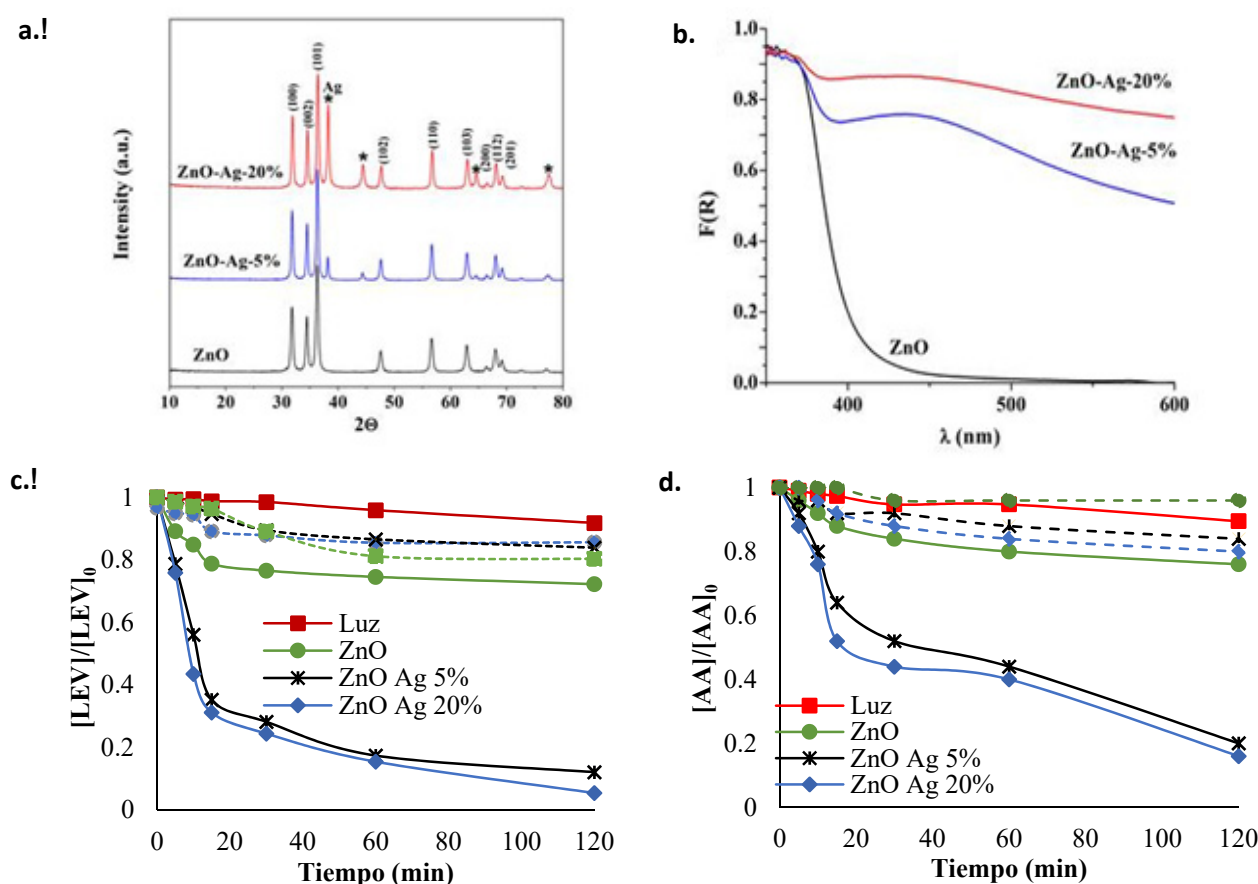 a.!
(100)
(002)
(101)
★ Ag
(102)
(110)
(103)
(200)
(112)
(201)
★
★
★
ZnO-Ag-20%
ZnO-Ag-5%
ZnO
Intensity (a.u.)
10 20 30 40 50 60 70 80
2Θ
b.
1.0
0.8
0.6
0.4
0.2
0.0
F(R)
ZnO-Ag-20%
ZnO-Ag-5%
ZnO
400 500 600
λ (nm)
c.!
1
0.8
0.6
0.4
0.2
0
[LEV]/[LEV]0
Luz
ZnO
ZnO Ag 5%
ZnO Ag 20%
0 20 40 60 80 100 120
Tiempo (min)
d.
1
0.8
0.6
0.4
0.2
0
[AA]/[AA]0
Luz
ZnO
ZnO Ag 5%
ZnO Ag 20%
0 20 40 60 80 100 120
Tiempo (min)